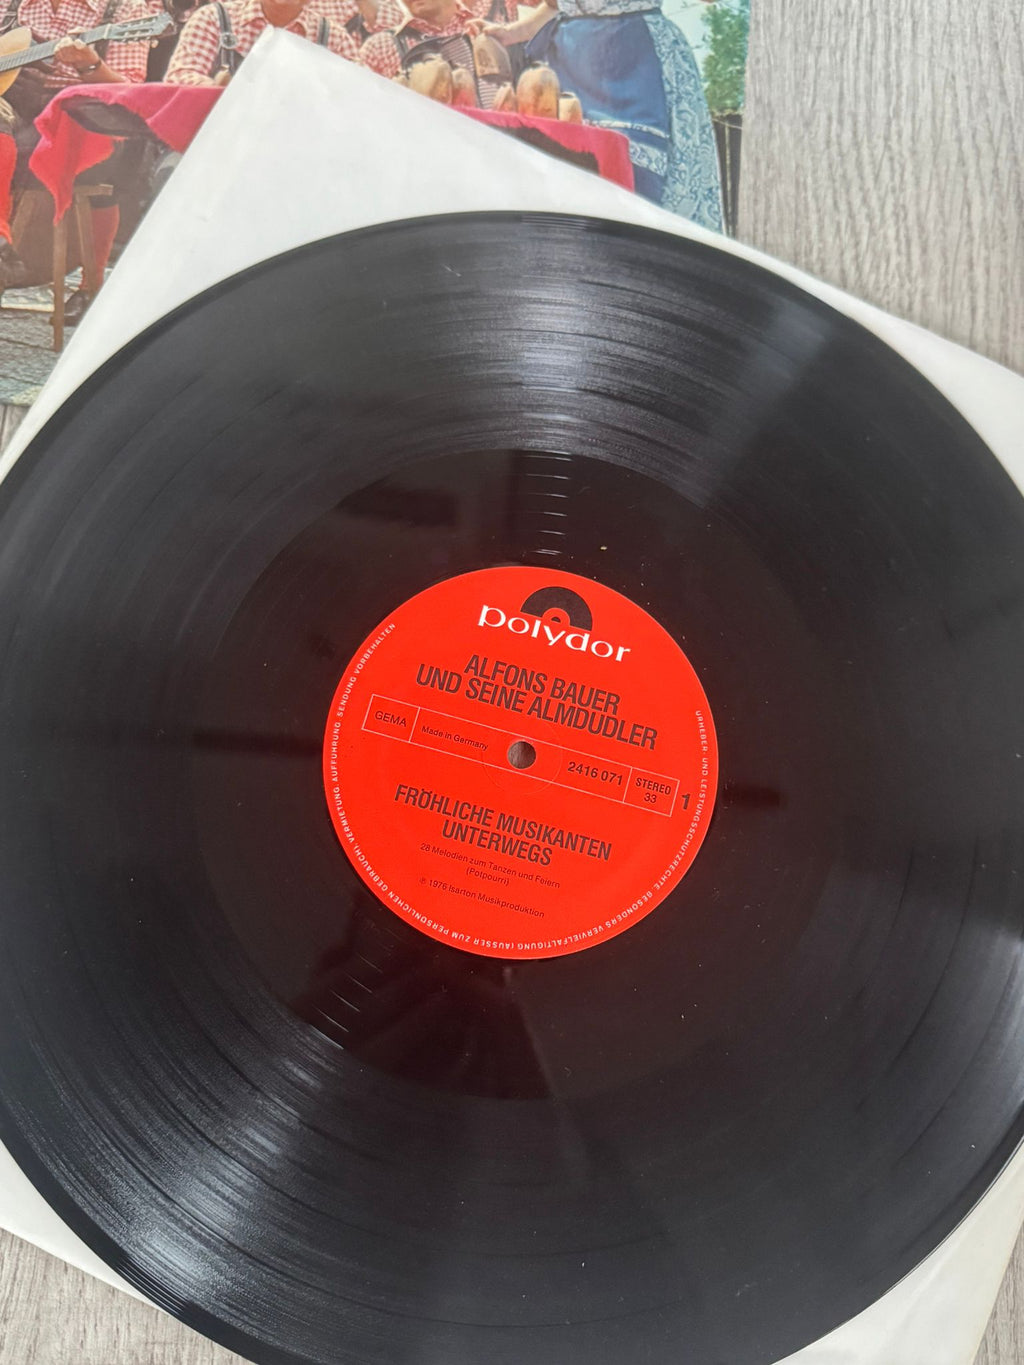 polydor
ALFONS BAUER
UND SEINE ALMDUDLER
GEMA
Made in Germany
2416 071
STEREO
33
1
FRÖHLICHE MUSIKANTEN
UNTERWEGS
28 Melodien zum Tanzen und Feiern
(Potpourri)
℗ 1976 Isarton Musikproduktion
URHEBER- UND LEISTUNGSSCHUTZRECHTE, BESONDERS VERVIELFÄLTIGUNG (AUSSER ZUM PERSÖNLICHEN GEBRAUCH), VERMIETUNG, AUFFÜHRUNG, SENDUNG VORBEHALTEN